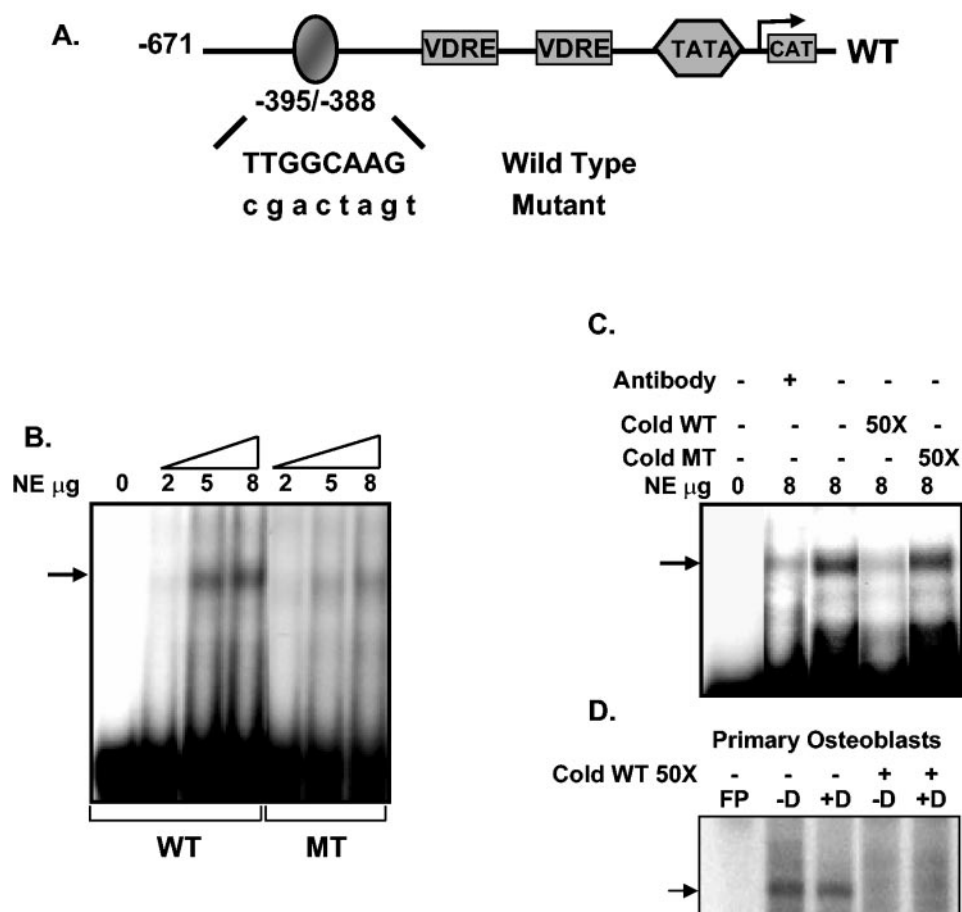 A.
-671 VDRE VDRE TATA CAT WT
-395/-388
TTGGCAAG Wild Type
c g a c t a g t Mutant
B.
NE µg 0 2 5 8 2 5 8
WT MT
C.
Antibody - + - - -
Cold WT - - - 50X -
Cold MT - - - - 50X
NE µg 0 8 8 8 8
D.
Primary Osteoblasts
Cold WT 50X - - - + +
FP -D +D -D +D